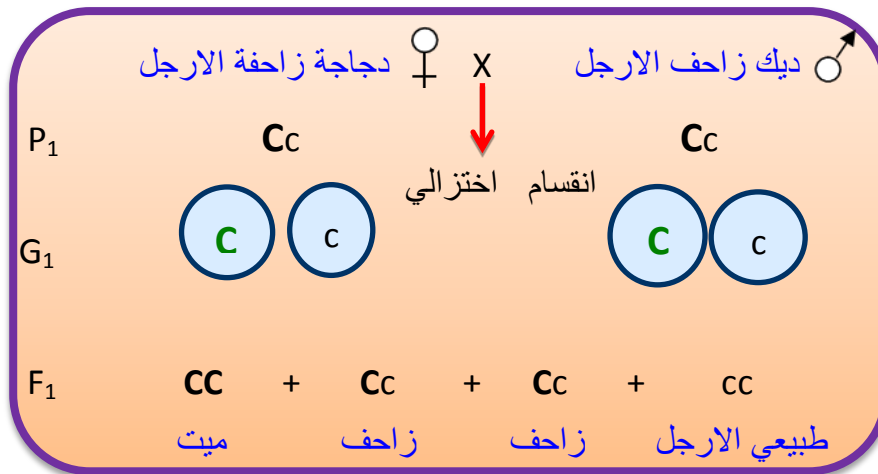 ديك زاحف الارجل X دجاجة زاحفة الارجل
P1 Cc Cc
انقسام اختزالي
G1 C c C c
F1 CC + Cc + Cc + cc
ميت زاحف زاحف طبيعي الارجل